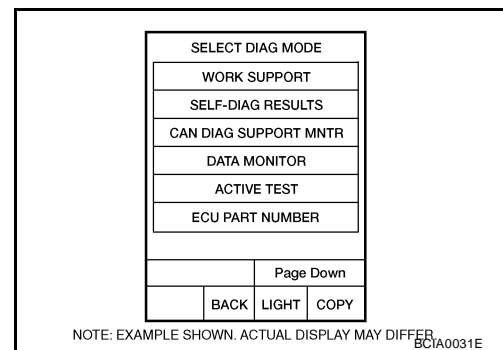 SELECT DIAG MODE
WORK SUPPORT
SELF-DIAG RESULTS
CAN DIAG SUPPORT MNTR
DATA MONITOR
ACTIVE TEST
ECU PART NUMBER
Page Down
BACK LIGHT COPY
NOTE: EXAMPLE SHOWN. ACTUAL DISPLAY MAY DIFFER.
BCIA0031E